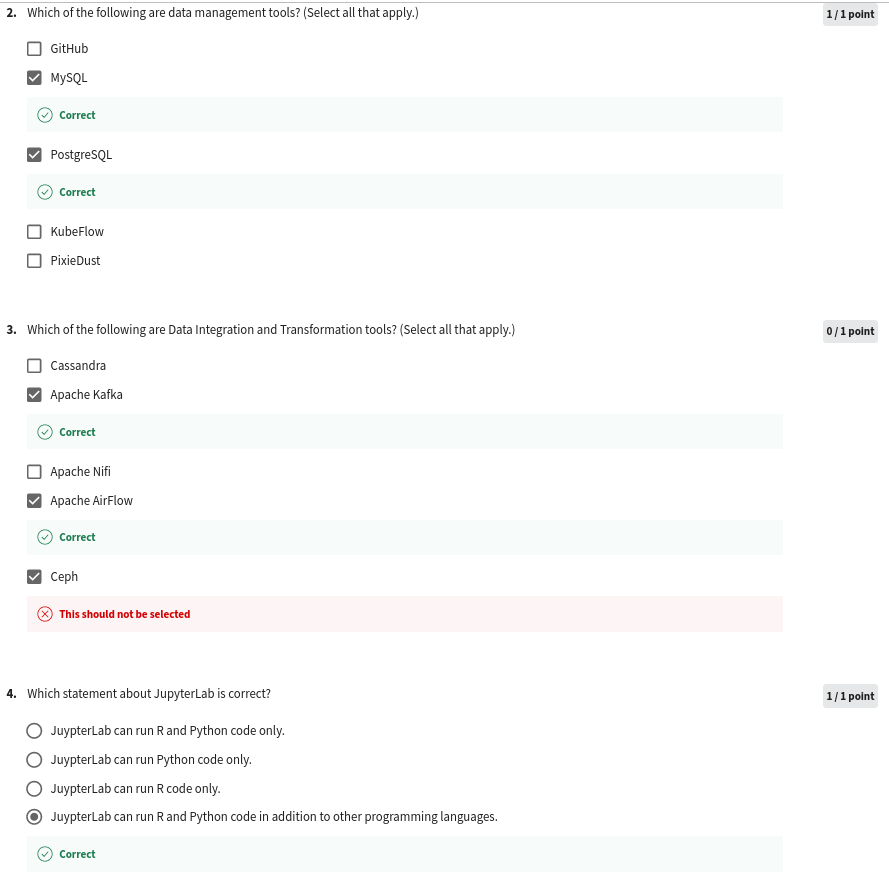 2. Which of the following are data management tools? (Select all that apply.) 1 / 1 point
GitHub
MySQL
Correct
PostgreSQL
Correct
KubeFlow
PixieDust
3. Which of the following are Data Integration and Transformation tools? (Select all that apply.) 0 / 1 point
Cassandra
Apache Kafka
Correct
Apache Nifi
Apache AirFlow
Correct
Ceph
This should not be selected
4. Which statement about JupyterLab is correct? 1 / 1 point
JuypterLab can run R and Python code only.
JuypterLab can run Python code only.
JuypterLab can run R code only.
JuypterLab can run R and Python code in addition to other programming languages.
Correct